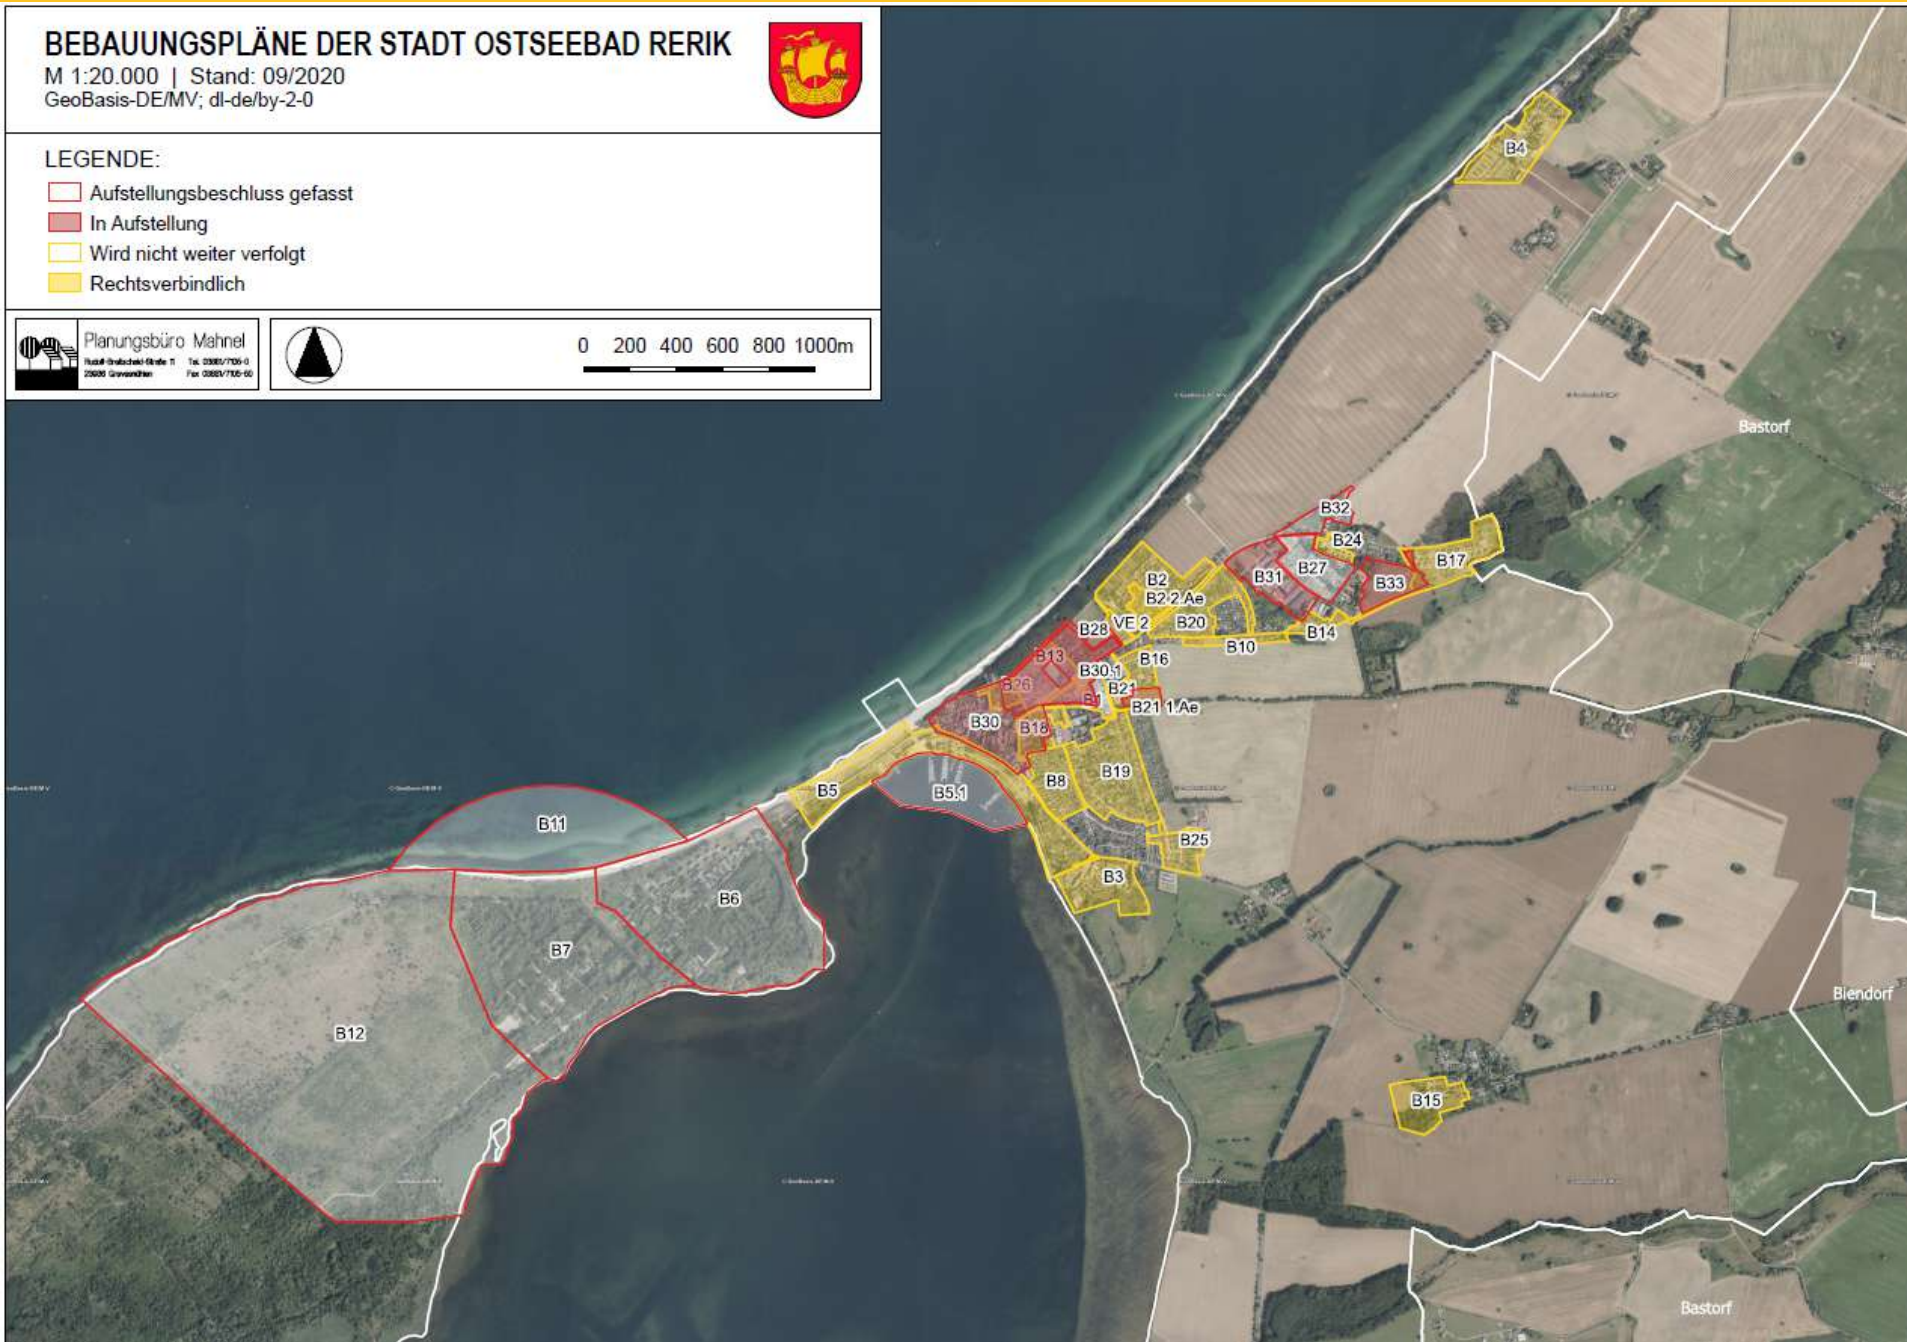 BEBAUUNGSPLÄNE DER STADT OSTSEEBAD RERIK
M 1:20.000 | Stand: 09/2020
GeoBasis-DE/MV; dl-de/by-2-0
LEGENDE:
Aufstellungsbeschluss gefasst
In Aufstellung
Wird nicht weiter verfolgt
Rechtsverbindlich
Planungsbüro Mahnel
0 200 400 600 800 1000m
B4
Bastorf
B32
B24
B17
B27
B31
B33
B2
B2 2.Ae
VE 2
B20
B14
B28
B10
B13
B16
B30.1
B26
B21
B1
B21 1.Ae
B30
B18
B19
B8
B5
B5.1
B11
B25
B3
B6
B7
Biendorf
B12
B15
Bastorf